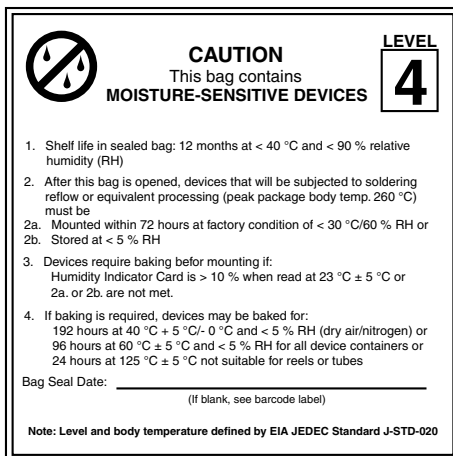 CAUTION
This bag contains
MOISTURE-SENSITIVE DEVICES
LEVEL
4
1. Shelf life in sealed bag: 12 months at < 40 °C and < 90 % relative
humidity (RH)
2. After this bag is opened, devices that will be subjected to soldering
reflow or equivalent processing (peak package body temp. 260 °C)
must be
2a. Mounted within 72 hours at factory condition of < 30 °C/60 % RH or
2b. Stored at < 5 % RH
3. Devices require baking befor mounting if:
Humidity Indicator Card is > 10 % when read at 23 °C ± 5 °C or
2a. or 2b. are not met.
4. If baking is required, devices may be baked for:
192 hours at 40 °C + 5 °C/- 0 °C and < 5 % RH (dry air/nitrogen) or
96 hours at 60 °C ± 5 °C and < 5 % RH for all device containers or
24 hours at 125 °C ± 5 °C not suitable for reels or tubes
Bag Seal Date:
(If blank, see barcode label)
Note: Level and body temperature defined by EIA JEDEC Standard J-STD-020